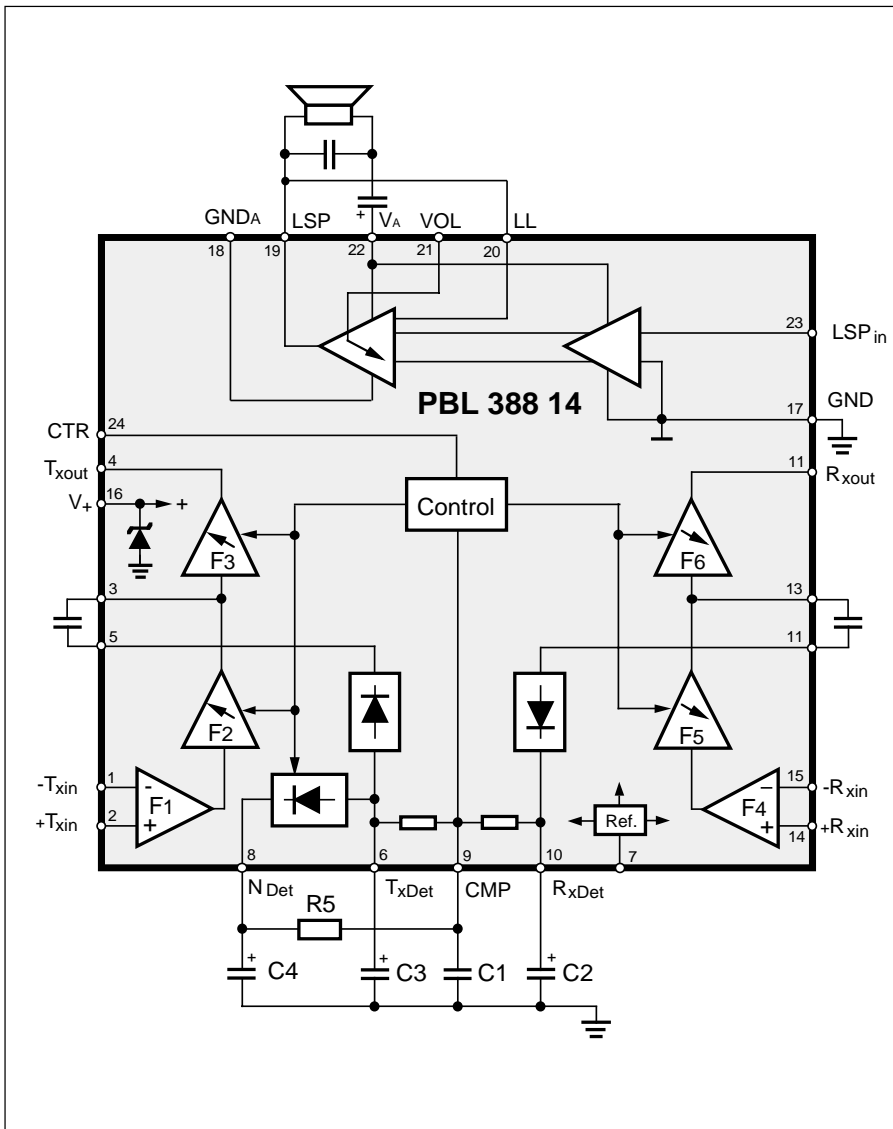 GNDA LSP VA VOL LL
18 19 22 21 20
23
LSPin
PBL 388 14
GND
17
24
CTR
4
Txout
11
Rxout
16
V+
+
Control
F3
F6
3
13
5
11
F2
F5
-Txin
1
-
F1
+Txin
2
+
15
-Rxin
−
F4
+
14
+Rxin
Ref.
8 6 9 10 7
NDet TxDet CMP RxDet
R5
+ C4 + C3 C1 + C2
+